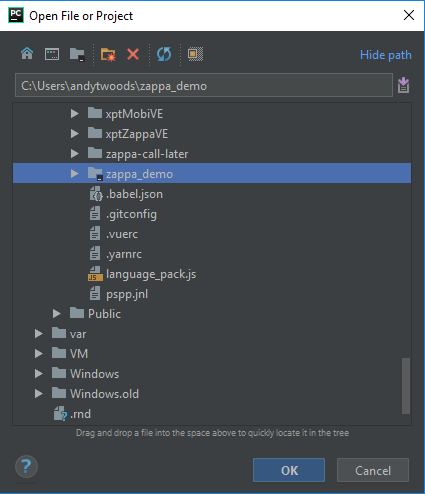 PC
Open File or Project
Hide path
C:\Users\andytwoods\zappa_demo
xptMobiVE
xptZappaVE
zappa-call-later
zappa_demo
.babel.json
.gitconfig
.vuerc
.yarnrc
JS language_pack.js
pspp.jnl
Public
var
VM
Windows
Windows.old
.rnd
Drag and drop a file into the space above to quickly locate it in the tree
? OK Cancel